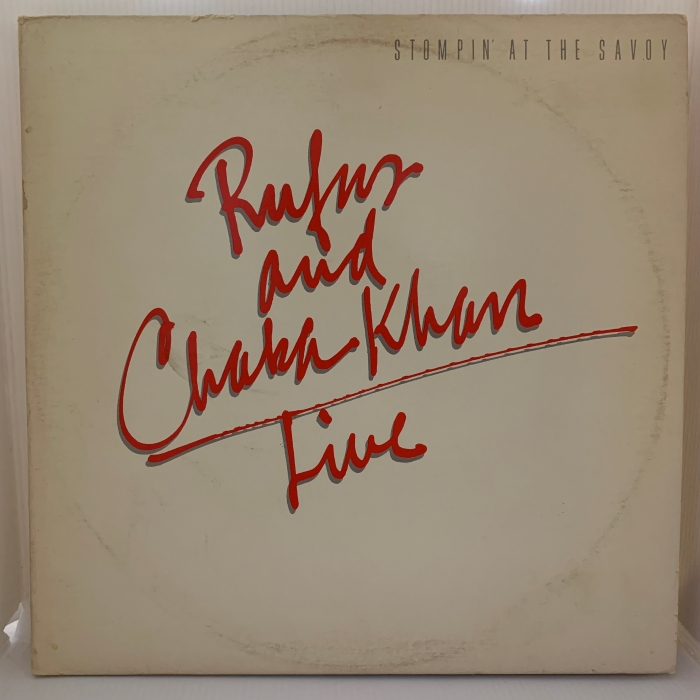 STOMPIN' AT THE SAVOY
Rufus
and
Chaka Khan
Live